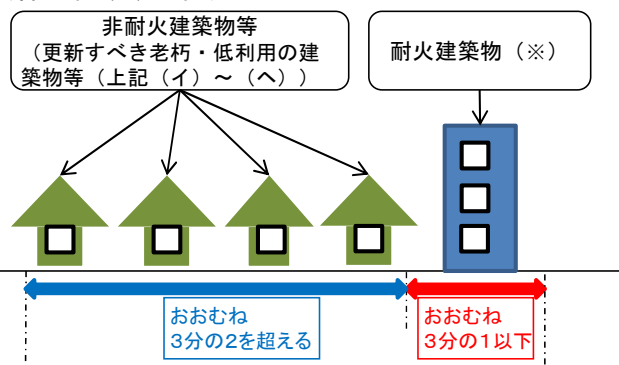 非耐火建築物等
（更新すべき老朽・低利用の建
築物等（上記（イ）～（ヘ））
耐火建築物（※）
おおむね
３分の２を超える
おおむね
３分の１以下